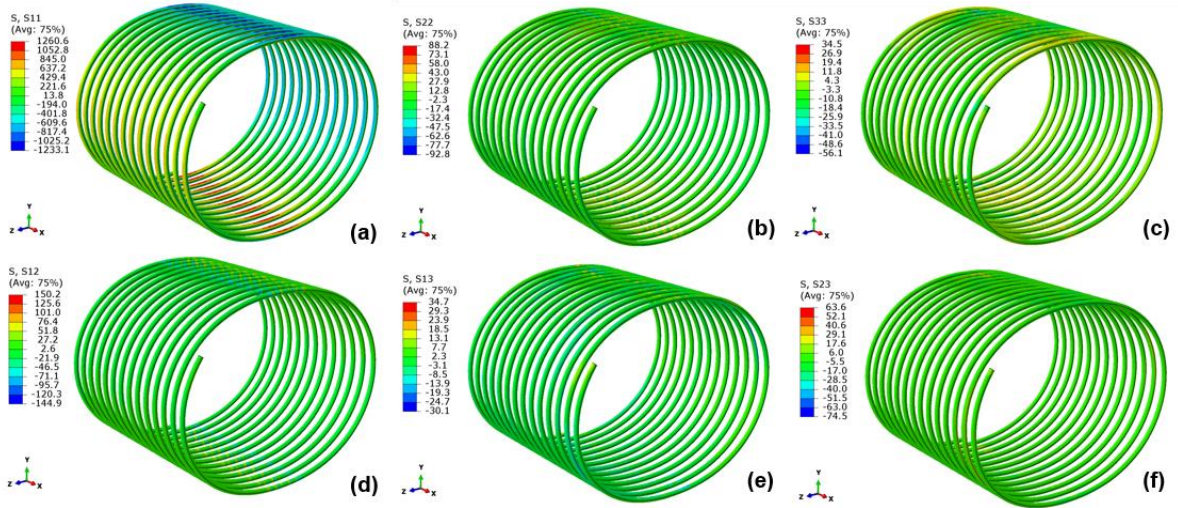 S, S11
(Avg: 75%)
1260.6
1052.8
845.0
637.2
429.4
221.6
13.8
-194.0
-401.8
-609.6
-817.4
-1025.2
-1233.1
Y
Z
X
(a)
S, S22
(Avg: 75%)
88.2
73.1
58.0
43.0
27.9
12.8
-2.3
-17.4
-32.4
-47.5
-62.6
-77.7
-92.8
Y
Z
X
(b)
S, S33
(Avg: 75%)
34.5
26.9
19.4
11.8
4.3
-3.3
-10.8
-18.4
-25.9
-33.5
-41.0
-48.6
-56.1
Y
Z
X
(c)
S, S12
(Avg: 75%)
150.2
125.6
101.0
76.4
51.8
27.2
2.6
-21.9
-46.5
-71.1
-95.7
-120.3
-144.9
Y
Z
X
(d)
S, S13
(Avg: 75%)
34.7
29.3
23.9
18.5
13.1
7.7
2.3
-3.1
-8.5
-13.9
-19.3
-24.7
-30.1
Y
Z
X
(e)
S, S23
(Avg: 75%)
63.6
52.1
40.6
29.1
17.6
6.0
-5.5
-17.0
-28.5
-40.0
-51.5
-63.0
-74.5
Y
Z
X
(f)